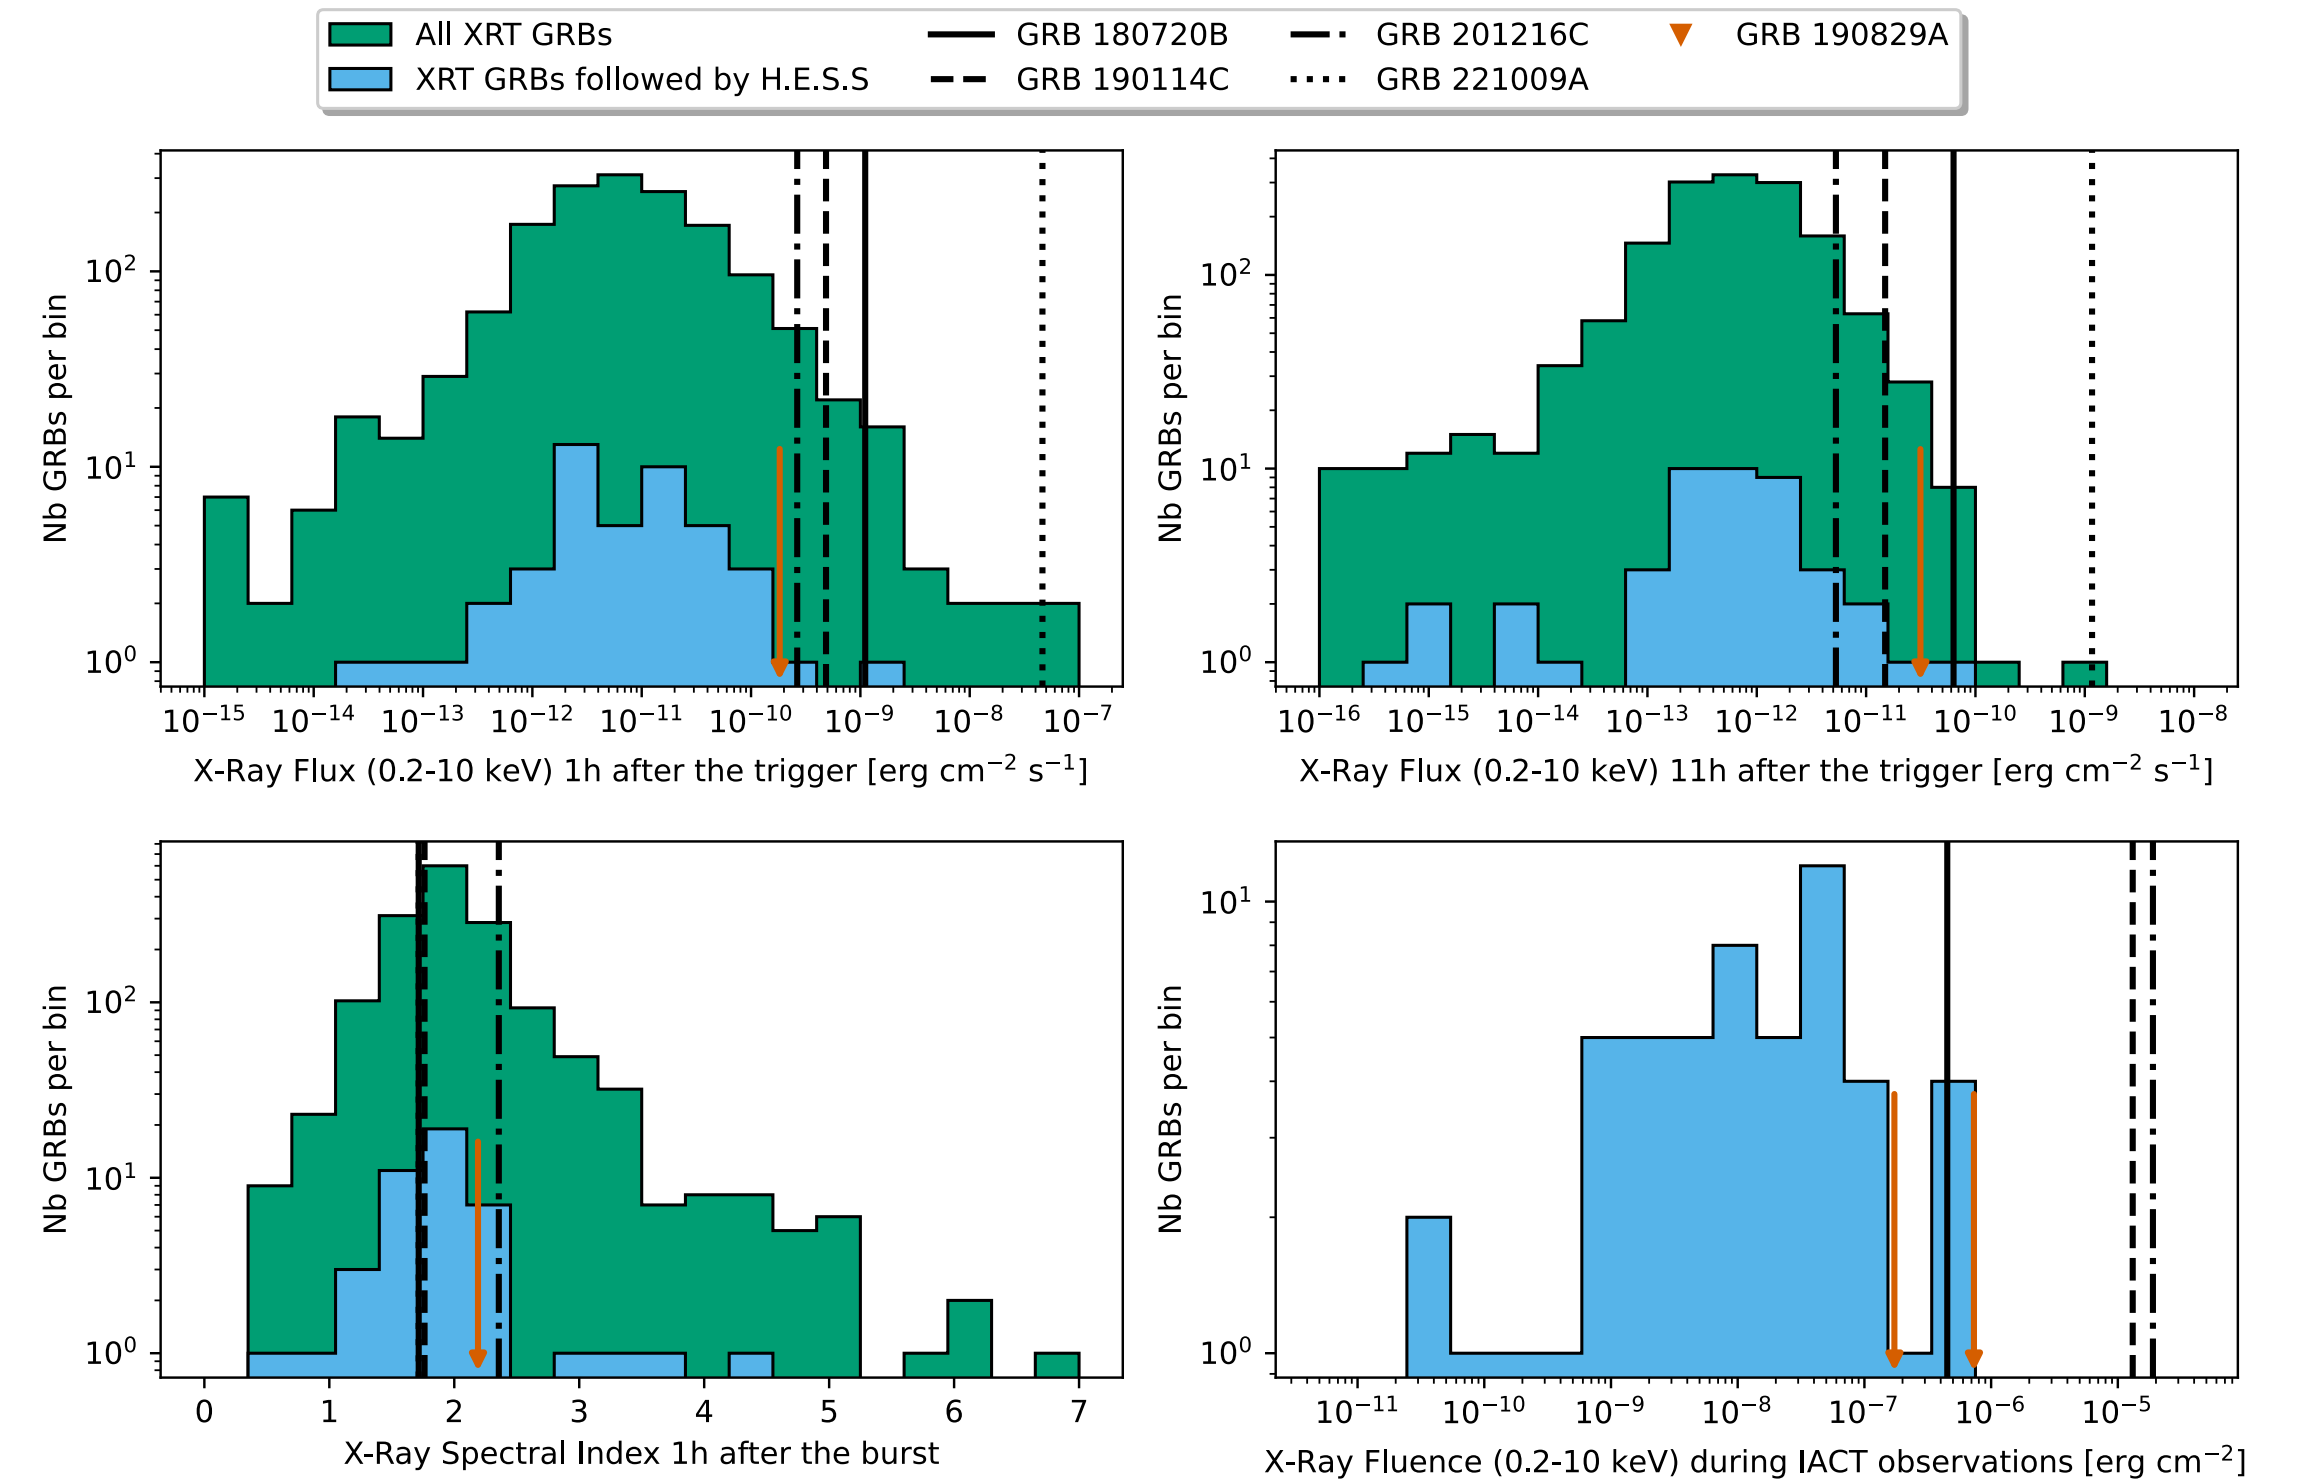 All XRT GRBs
XRT GRBs followed by H.E.S.S
GRB 180720B
GRB 190114C
GRB 201216C
GRB 221009A
GRB 190829A
Nb GRBs per bin
10²
10¹
10⁰
10⁻¹⁵ 10⁻¹⁴ 10⁻¹³ 10⁻¹² 10⁻¹¹ 10⁻¹⁰ 10⁻⁹ 10⁻⁸ 10⁻⁷
X-Ray Flux (0.2-10 keV) 1h after the trigger [erg cm⁻² s⁻¹]
Nb GRBs per bin
10²
10¹
10⁰
10⁻¹⁶ 10⁻¹⁵ 10⁻¹⁴ 10⁻¹³ 10⁻¹² 10⁻¹¹ 10⁻¹⁰ 10⁻⁹ 10⁻⁸
X-Ray Flux (0.2-10 keV) 11h after the trigger [erg cm⁻² s⁻¹]
Nb GRBs per bin
10²
10¹
10⁰
0 1 2 3 4 5 6 7
X-Ray Spectral Index 1h after the burst
Nb GRBs per bin
10¹
10⁰
10⁻¹¹ 10⁻¹⁰ 10⁻⁹ 10⁻⁸ 10⁻⁷ 10⁻⁶ 10⁻⁵
X-Ray Fluence (0.2-10 keV) during IACT observations [erg cm⁻²]